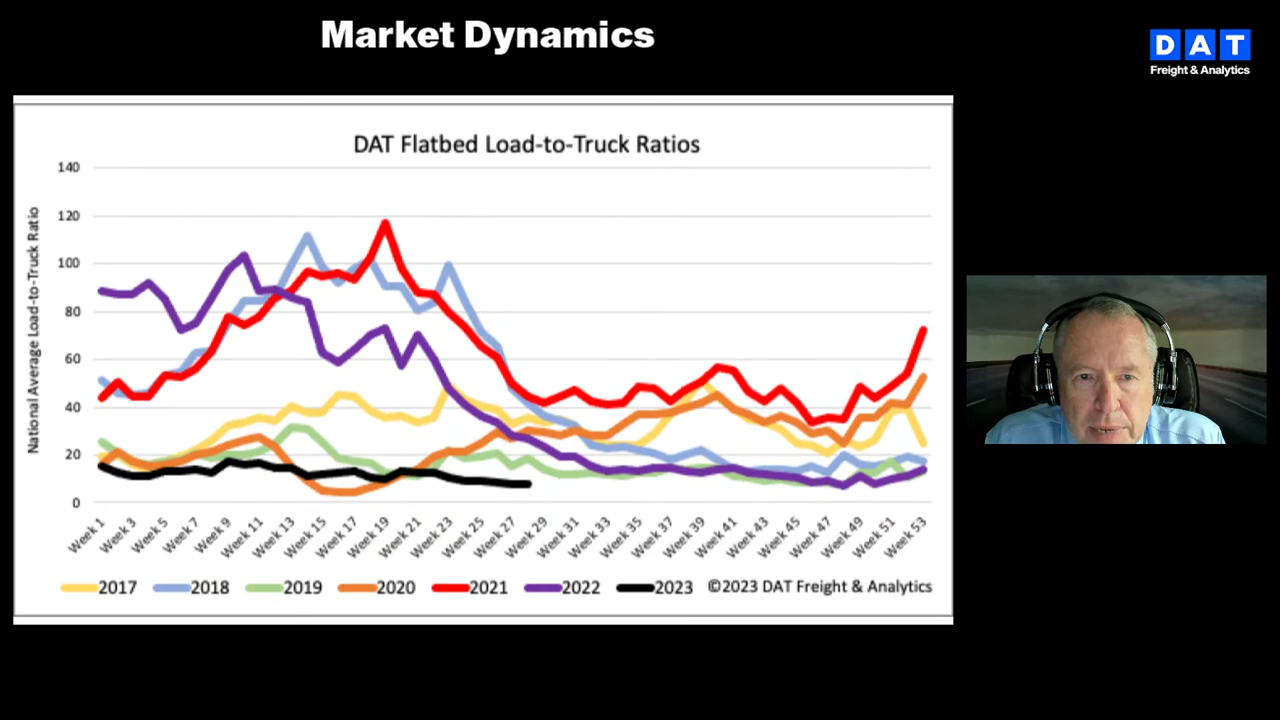 Market Dynamics
DAT
Freight & Analytics
DAT Flatbed Load-to-Truck Ratios
National Average Load-to-Truck Ratio
140
120
100
80
60
40
20
0
Week 1
Week 3
Week 5
Week 7
Week 9
Week 11
Week 13
Week 15
Week 17
Week 19
Week 21
Week 23
Week 25
Week 27
Week 29
Week 31
Week 33
Week 35
Week 37
Week 39
Week 41
Week 43
Week 45
Week 47
Week 49
Week 51
Week 53
2017 2018 2019 2020 2021 2022 2023 ©2023 DAT Freight & Analytics